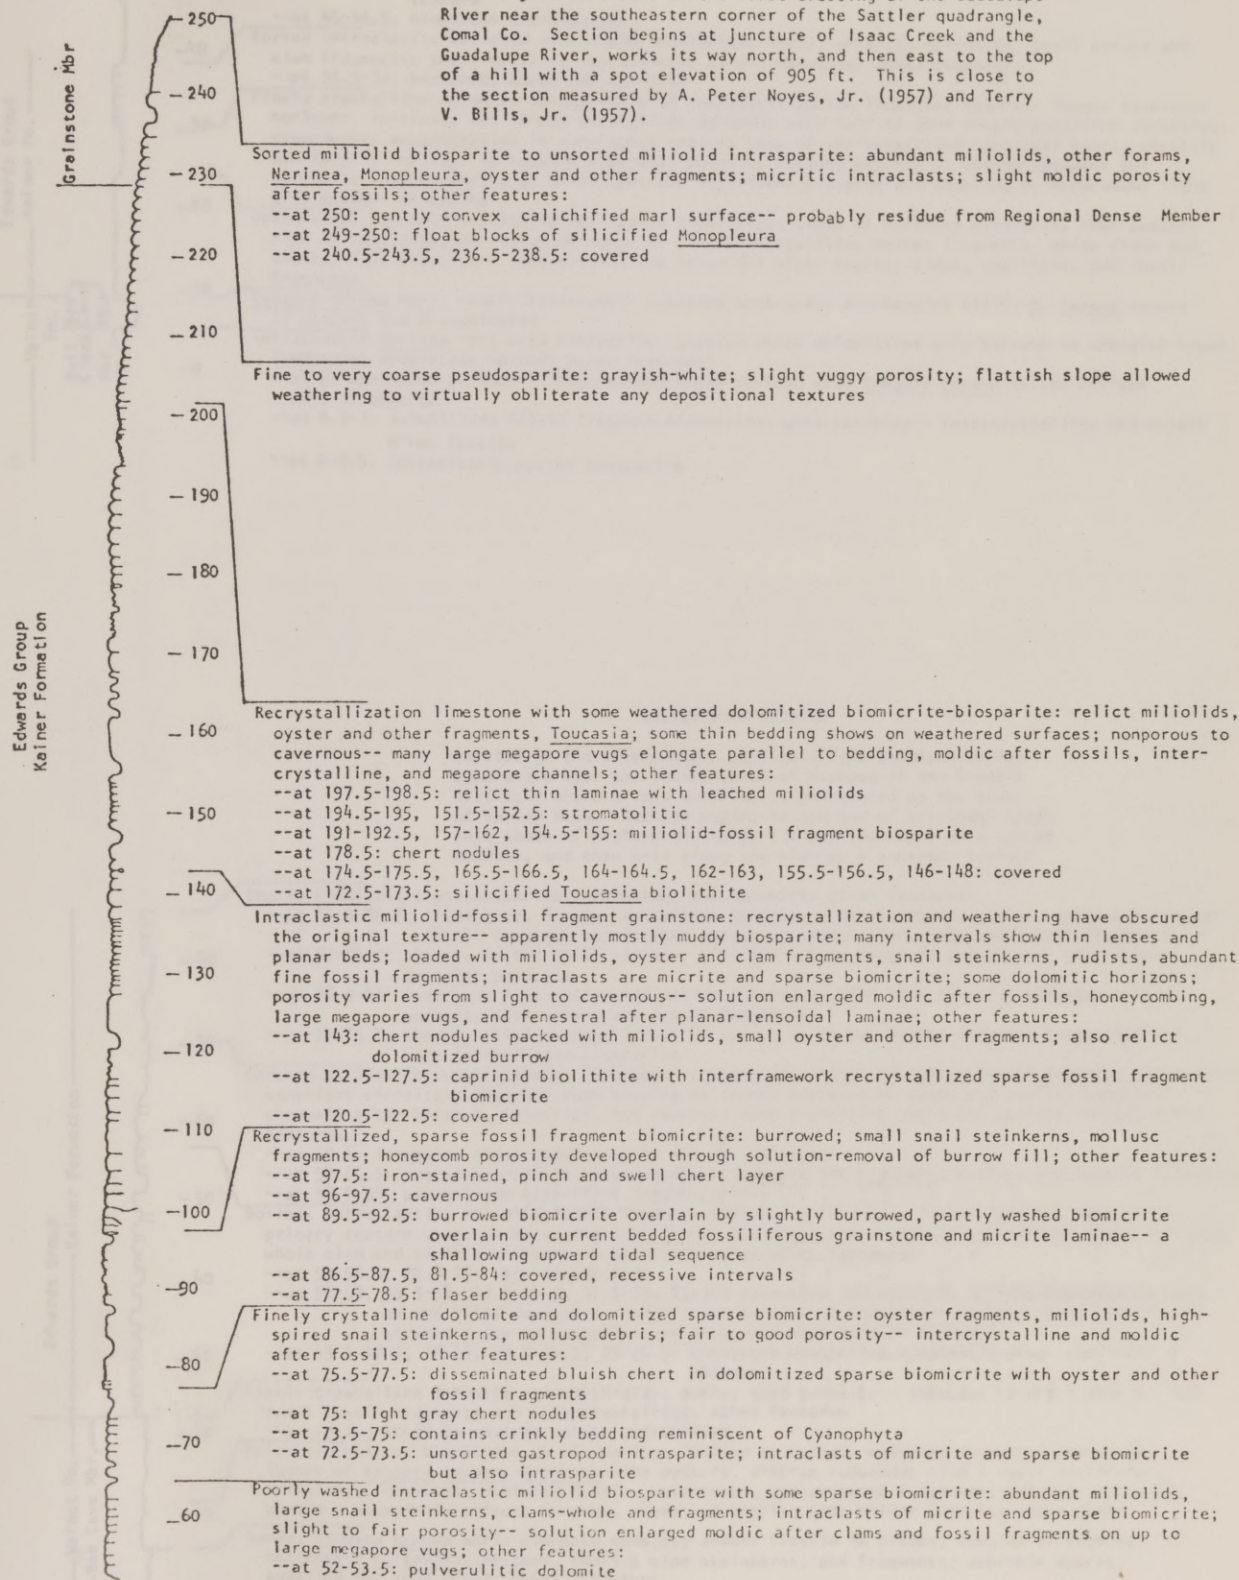 River near the southeastern corner of the Sattler quadrangle,
Comal Co. Section begins at juncture of Isaac Creek and the
Guadalupe River, works its way north, and then east to the top
of a hill with a spot elevation of 905 ft. This is close to
the section measured by A. Peter Noyes, Jr. (1957) and Terry
V. Bills, Jr. (1957).
Grainstone Mbr
Edwards Group
Kainer Formation
250
240
230
220
210
200
190
180
170
160
150
140
130
120
110
100
90
80
70
60
Sorted miliolid biosparite to unsorted miliolid intrasparite: abundant miliolids, other forams,
Nerinea, Monopleura, oyster and other fragments; micritic intraclasts; slight moldic porosity
after fossils; other features:
--at 250: gently convex calichified marl surface-- probably residue from Regional Dense Member
--at 249-250: float blocks of silicified Monopleura
--at 240.5-243.5, 236.5-238.5: covered
Fine to very coarse pseudosparite: grayish-white; slight vuggy porosity; flattish slope allowed
weathering to virtually obliterate any depositional textures
Recrystallization limestone with some weathered dolomitized biomicrite-biosparite: relict miliolids,
oyster and other fragments, Toucasia; some thin bedding shows on weathered surfaces; nonporous to
cavernous-- many large megapore vugs elongate parallel to bedding, moldic after fossils, inter-
crystalline, and megapore channels; other features:
--at 197.5-198.5: relict thin laminae with leached miliolids
--at 194.5-195, 151.5-152.5: stromatolitic
--at 191-192.5, 157-162, 154.5-155: miliolid-fossil fragment biosparite
--at 178.5: chert nodules
--at 174.5-175.5, 165.5-166.5, 164-164.5, 162-163, 155.5-156.5, 146-148: covered
--at 172.5-173.5: silicified Toucasia biolithite
Intraclastic miliolid-fossil fragment grainstone: recrystallization and weathering have obscured
the original texture-- apparently mostly muddy biosparite; many intervals show thin lenses and
planar beds; loaded with miliolids, oyster and clam fragments, snail steinkerns, rudists, abundant
fine fossil fragments; intraclasts are micrite and sparse biomicrite; some dolomitic horizons;
porosity varies from slight to cavernous-- solution enlarged moldic after fossils, honeycombing,
large megapore vugs, and fenestral after planar-lensoidal laminae; other features:
--at 143: chert nodules packed with miliolids, small oyster and other fragments; also relict
dolomitized burrow
--at 122.5-127.5: caprinid biolithite with interframework recrystallized sparse fossil fragment
biomicrite
--at 120.5-122.5: covered
Recrystallized, sparse fossil fragment biomicrite: burrowed; small snail steinkerns, mollusc
fragments; honeycomb porosity developed through solution-removal of burrow fill; other features:
--at 97.5: iron-stained, pinch and swell chert layer
--at 96-97.5: cavernous
--at 89.5-92.5: burrowed biomicrite overlain by slightly burrowed, partly washed biomicrite
overlain by current bedded fossiliferous grainstone and micrite laminae-- a
shallowing upward tidal sequence
--at 86.5-87.5, 81.5-84: covered, recessive intervals
--at 77.5-78.5: flaser bedding
Finely crystalline dolomite and dolomitized sparse biomicrite: oyster fragments, miliolids, high-
spired snail steinkerns, mollusc debris; fair to good porosity-- intercrystalline and moldic
after fossils; other features:
--at 75.5-77.5: disseminated bluish chert in dolomitized sparse biomicrite with oyster and other
fossil fragments
--at 75: light gray chert nodules
--at 73.5-75: contains crinkly bedding reminiscent of Cyanophyta
--at 72.5-73.5: unsorted gastropod intrasparite; intraclasts of micrite and sparse biomicrite
but also intrasparite
Poorly washed intraclastic miliolid biosparite with some sparse biomicrite: abundant miliolids,
large snail steinkerns, clams-whole and fragments; intraclasts of micrite and sparse biomicrite;
slight to fair porosity-- solution enlarged moldic after clams and fossil fragments on up to
large megapore vugs; other features:
--at 52-53.5: pulverulitic dolomite